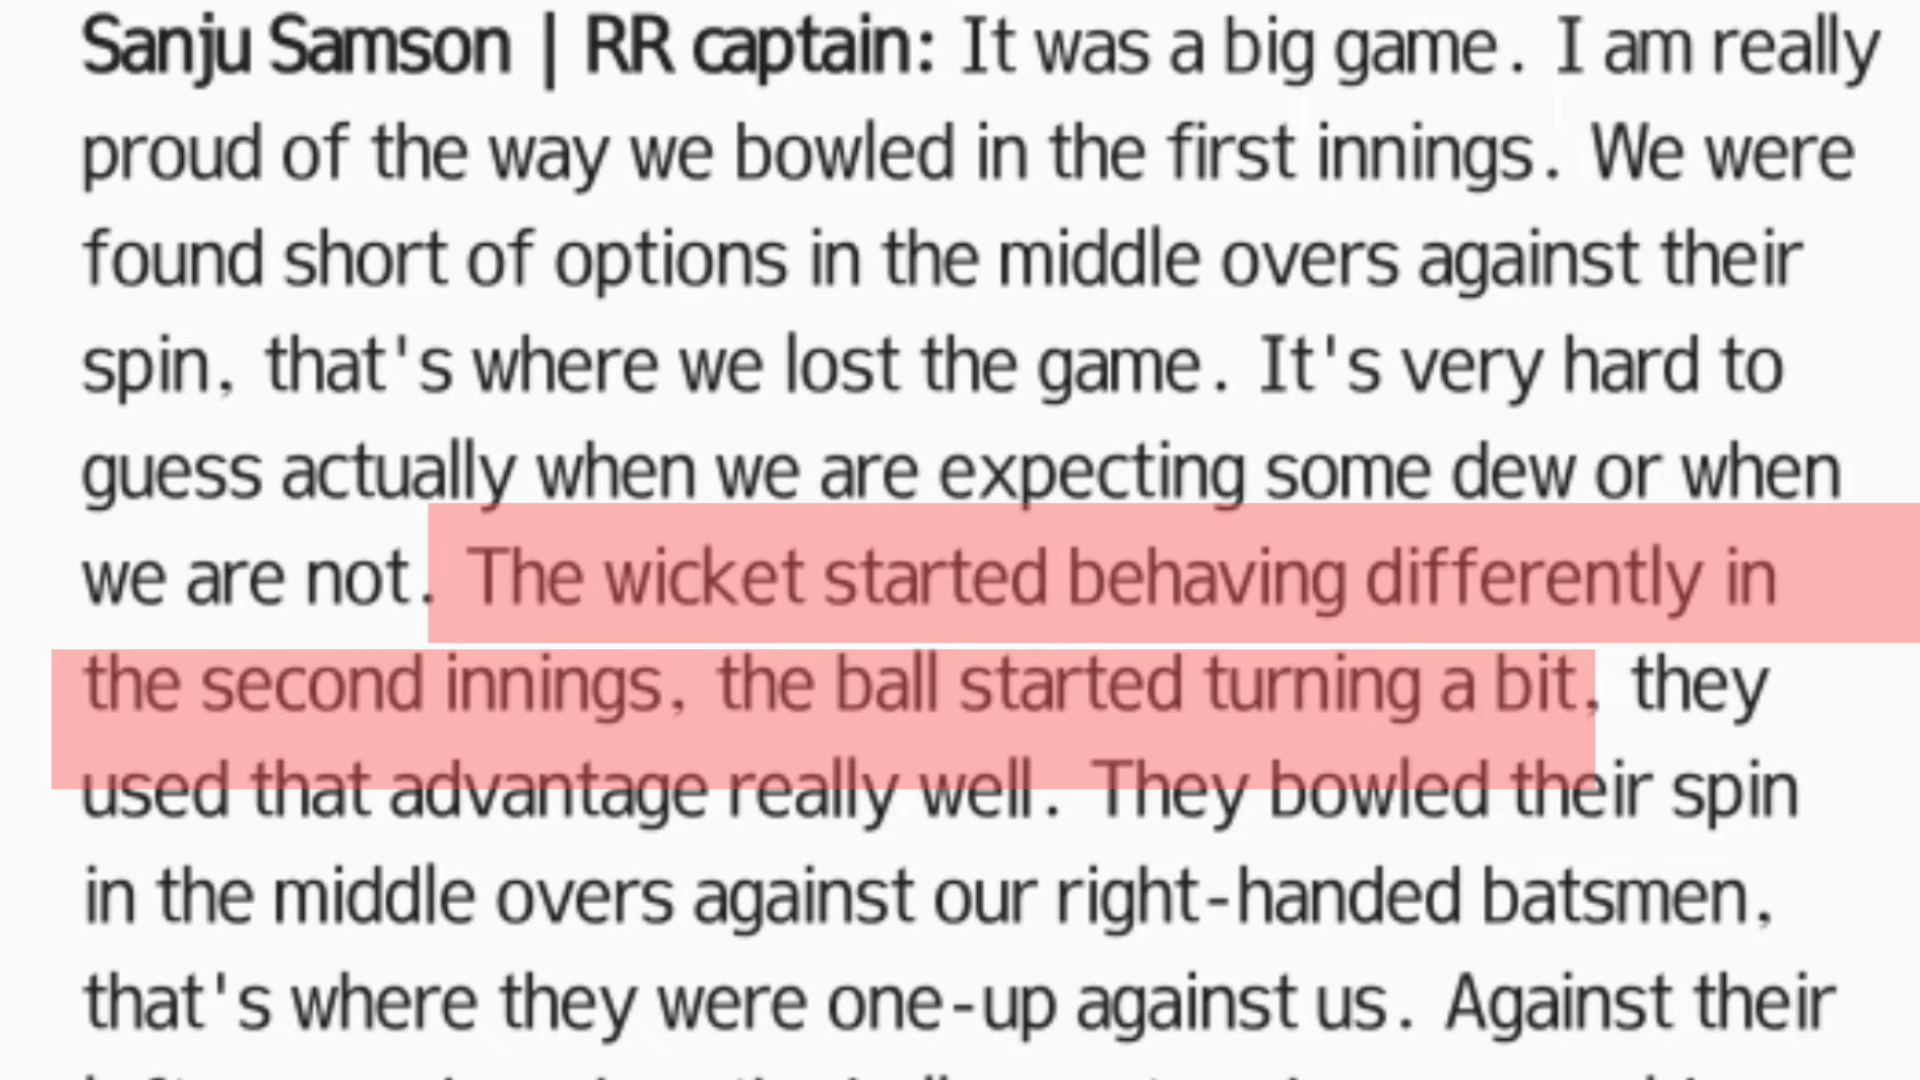 Sanju Samson | RR captain: It was a big game. I am really
proud of the way we bowled in the first innings. We were
found short of options in the middle overs against their
spin, that's where we lost the game. It's very hard to
guess actually when we are expecting some dew or when
we are not. The wicket started behaving differently in
the second innings, the ball started turning a bit, they
used that advantage really well. They bowled their spin
in the middle overs against our right-handed batsmen,
that's where they were one-up against us. Against their